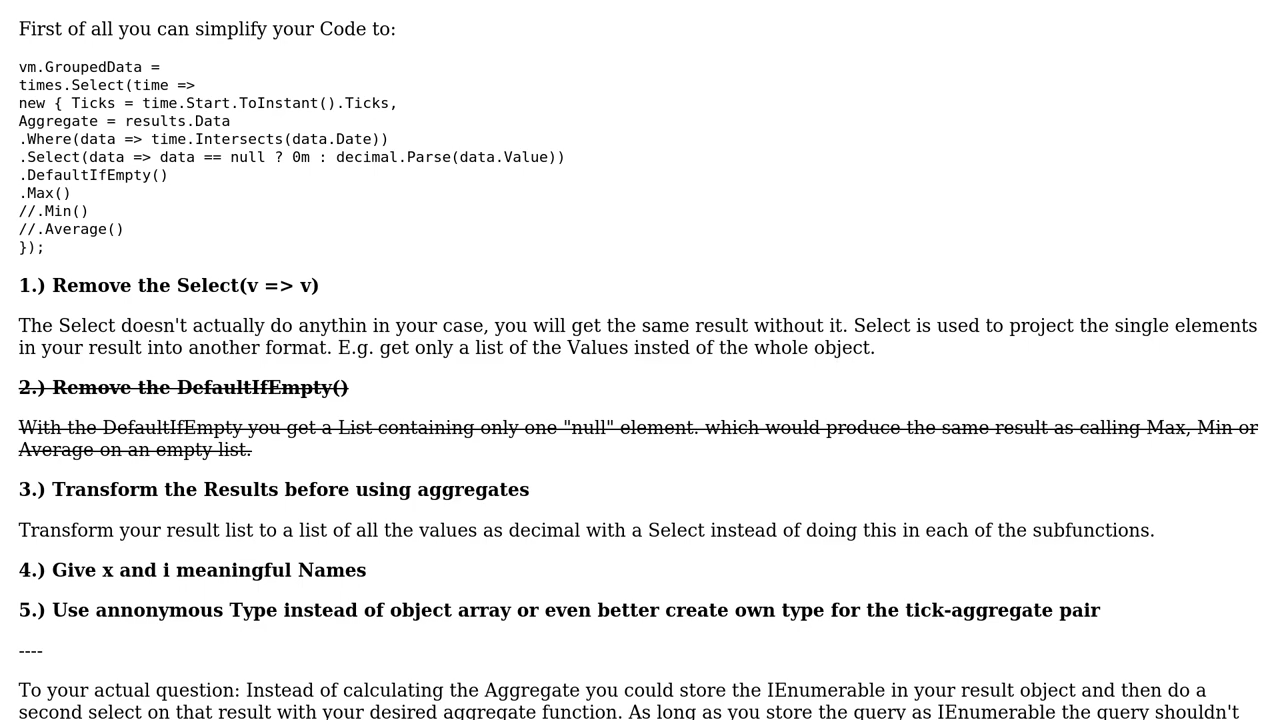 First of all you can simplify your Code to:
vm.GroupedData =
times.Select(time =>
new { Ticks = time.Start.ToInstant().Ticks,
Aggregate = results.Data
.Where(data => time.Intersects(data.Date))
.Select(data => data == null ? 0m : decimal.Parse(data.Value))
.DefaultIfEmpty()
.Max()
//.Min()
//.Average()
});
1.) Remove the Select(v => v)
The Select doesn't actually do anythin in your case, you will get the same result without it. Select is used to project the single elements
in your result into another format. E.g. get only a list of the Values insted of the whole object.
2.) Remove the DefaultIfEmpty()
With the DefaultIfEmpty you get a List containing only one "null" element. which would produce the same result as calling Max, Min or
Average on an empty list.
3.) Transform the Results before using aggregates
Transform your result list to a list of all the values as decimal with a Select instead of doing this in each of the subfunctions.
4.) Give x and i meaningful Names
5.) Use annonymous Type instead of object array or even better create own type for the tick-aggregate pair
----
To your actual question: Instead of calculating the Aggregate you could store the IEnumerable in your result object and then do a
second select on that result with your desired aggregate function. As long as you store the query as IEnumerable the query shouldn't